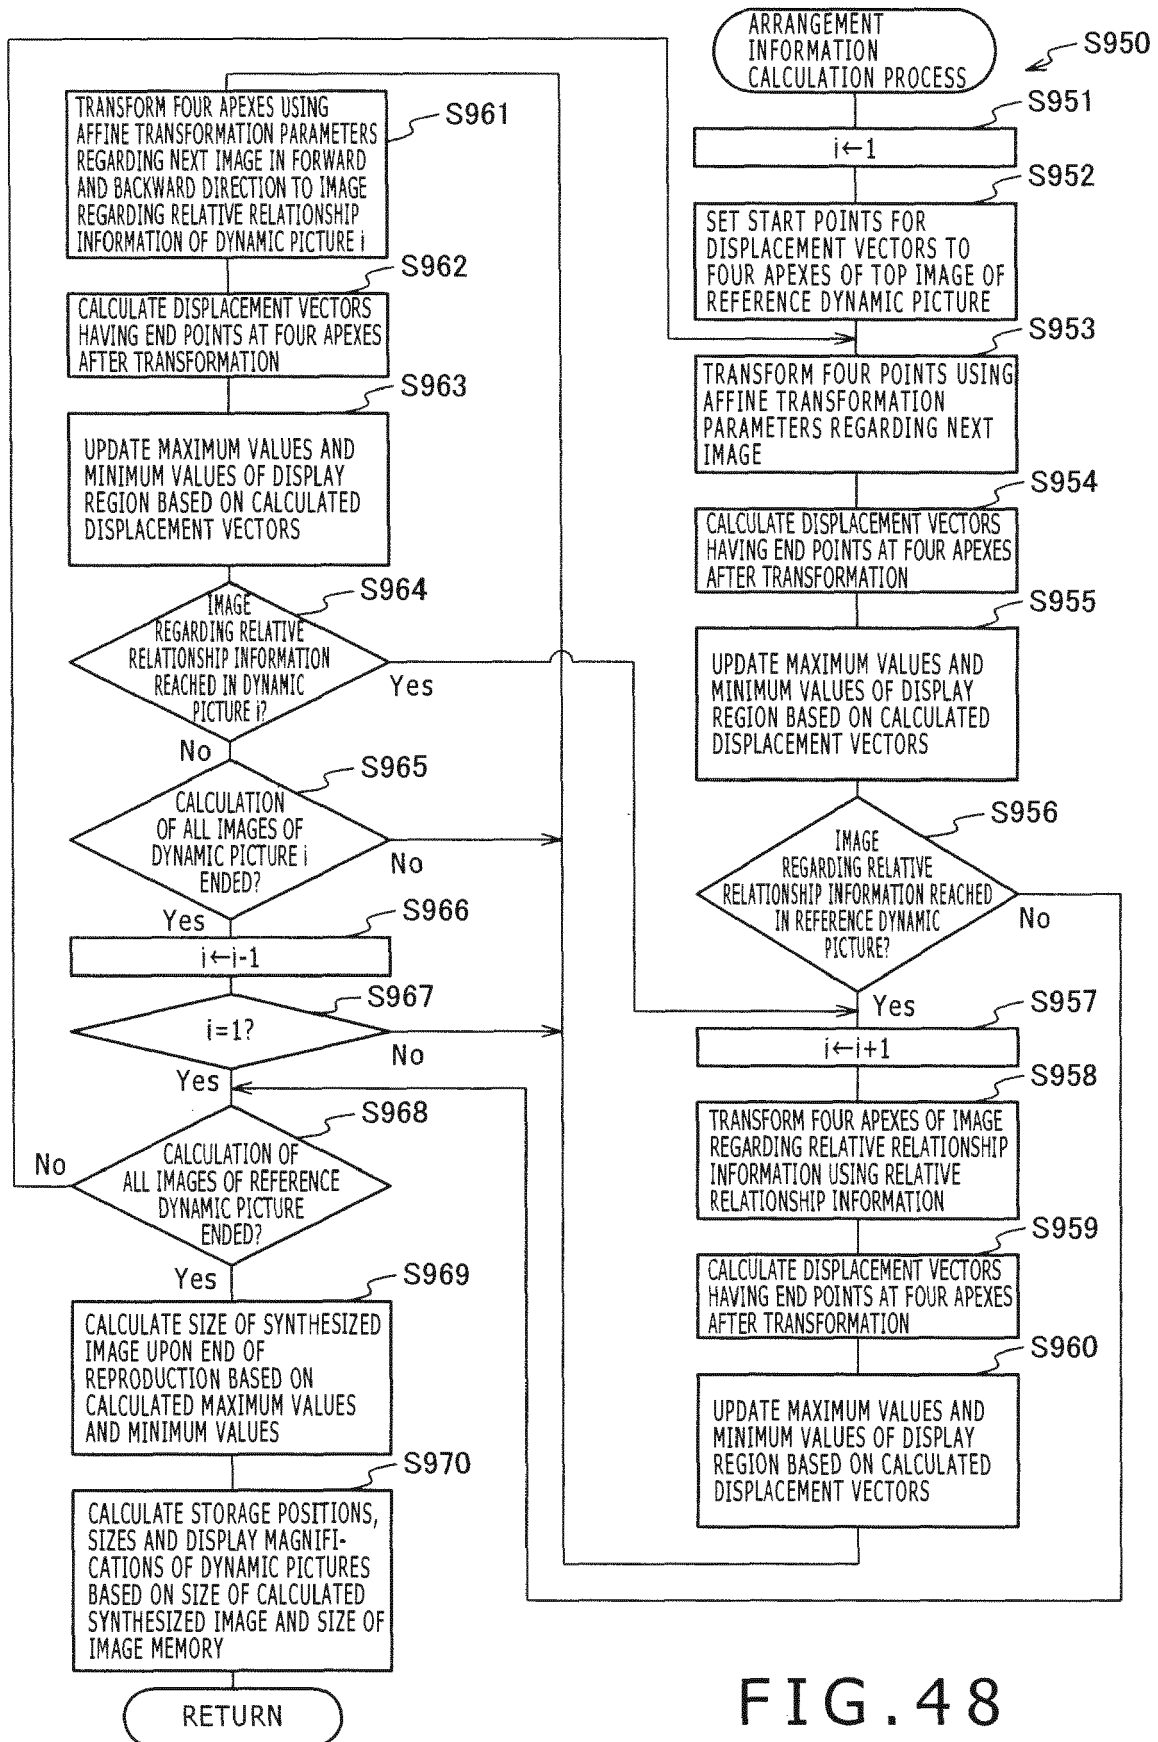 ARRANGEMENT
INFORMATION
CALCULATION PROCESS
S950
S951
i←1
S952
SET START POINTS FOR
DISPLACEMENT VECTORS TO
FOUR APEXES OF TOP IMAGE OF
REFERENCE DYNAMIC PICTURE
S953
TRANSFORM FOUR POINTS USING
AFFINE TRANSFORMATION
PARAMETERS REGARDING NEXT
IMAGE
S954
CALCULATE DISPLACEMENT VECTORS
HAVING END POINTS AT FOUR APEXES
AFTER TRANSFORMATION
S955
UPDATE MAXIMUM VALUES AND
MINIMUM VALUES OF DISPLAY
REGION BASED ON CALCULATED
DISPLACEMENT VECTORS
S956
IMAGE
REGARDING RELATIVE
RELATIONSHIP INFORMATION REACHED
IN REFERENCE DYNAMIC
PICTURE?
No
Yes
S957
i←i+1
S958
TRANSFORM FOUR APEXES OF IMAGE
REGARDING RELATIVE RELATIONSHIP
INFORMATION USING RELATIVE
RELATIONSHIP INFORMATION
S959
CALCULATE DISPLACEMENT VECTORS
HAVING END POINTS AT FOUR APEXES
AFTER TRANSFORMATION
S960
UPDATE MAXIMUM VALUES AND
MINIMUM VALUES OF DISPLAY
REGION BASED ON CALCULATED
DISPLACEMENT VECTORS
TRANSFORM FOUR APEXES USING
AFFINE TRANSFORMATION PARAMETERS
REGARDING NEXT IMAGE IN FORWARD
AND BACKWARD DIRECTION TO IMAGE
REGARDING RELATIVE RELATIONSHIP
INFORMATION OF DYNAMIC PICTURE i
S961
S962
CALCULATE DISPLACEMENT VECTORS
HAVING END POINTS AT FOUR APEXES
AFTER TRANSFORMATION
S963
UPDATE MAXIMUM VALUES AND
MINIMUM VALUES OF DISPLAY
REGION BASED ON CALCULATED
DISPLACEMENT VECTORS
S964
IMAGE
REGARDING RELATIVE
RELATIONSHIP INFORMATION
REACHED IN DYNAMIC
PICTURE i?
Yes
No
S965
CALCULATION
OF ALL IMAGES OF
DYNAMIC PICTURE i
ENDED?
No
Yes
S966
i←i-1
S967
i=1?
No
Yes
S968
CALCULATION OF
ALL IMAGES OF REFERENCE
DYNAMIC PICTURE
ENDED?
No
Yes
S969
CALCULATE SIZE OF SYNTHESIZED
IMAGE UPON END OF
REPRODUCTION BASED ON
CALCULATED MAXIMUM VALUES
AND MINIMUM VALUES
S970
CALCULATE STORAGE POSITIONS,
SIZES AND DISPLAY MAGNIFI-
CATIONS OF DYNAMIC PICTURES
BASED ON SIZE OF CALCULATED
SYNTHESIZED IMAGE AND SIZE OF
IMAGE MEMORY
RETURN
FIG.48